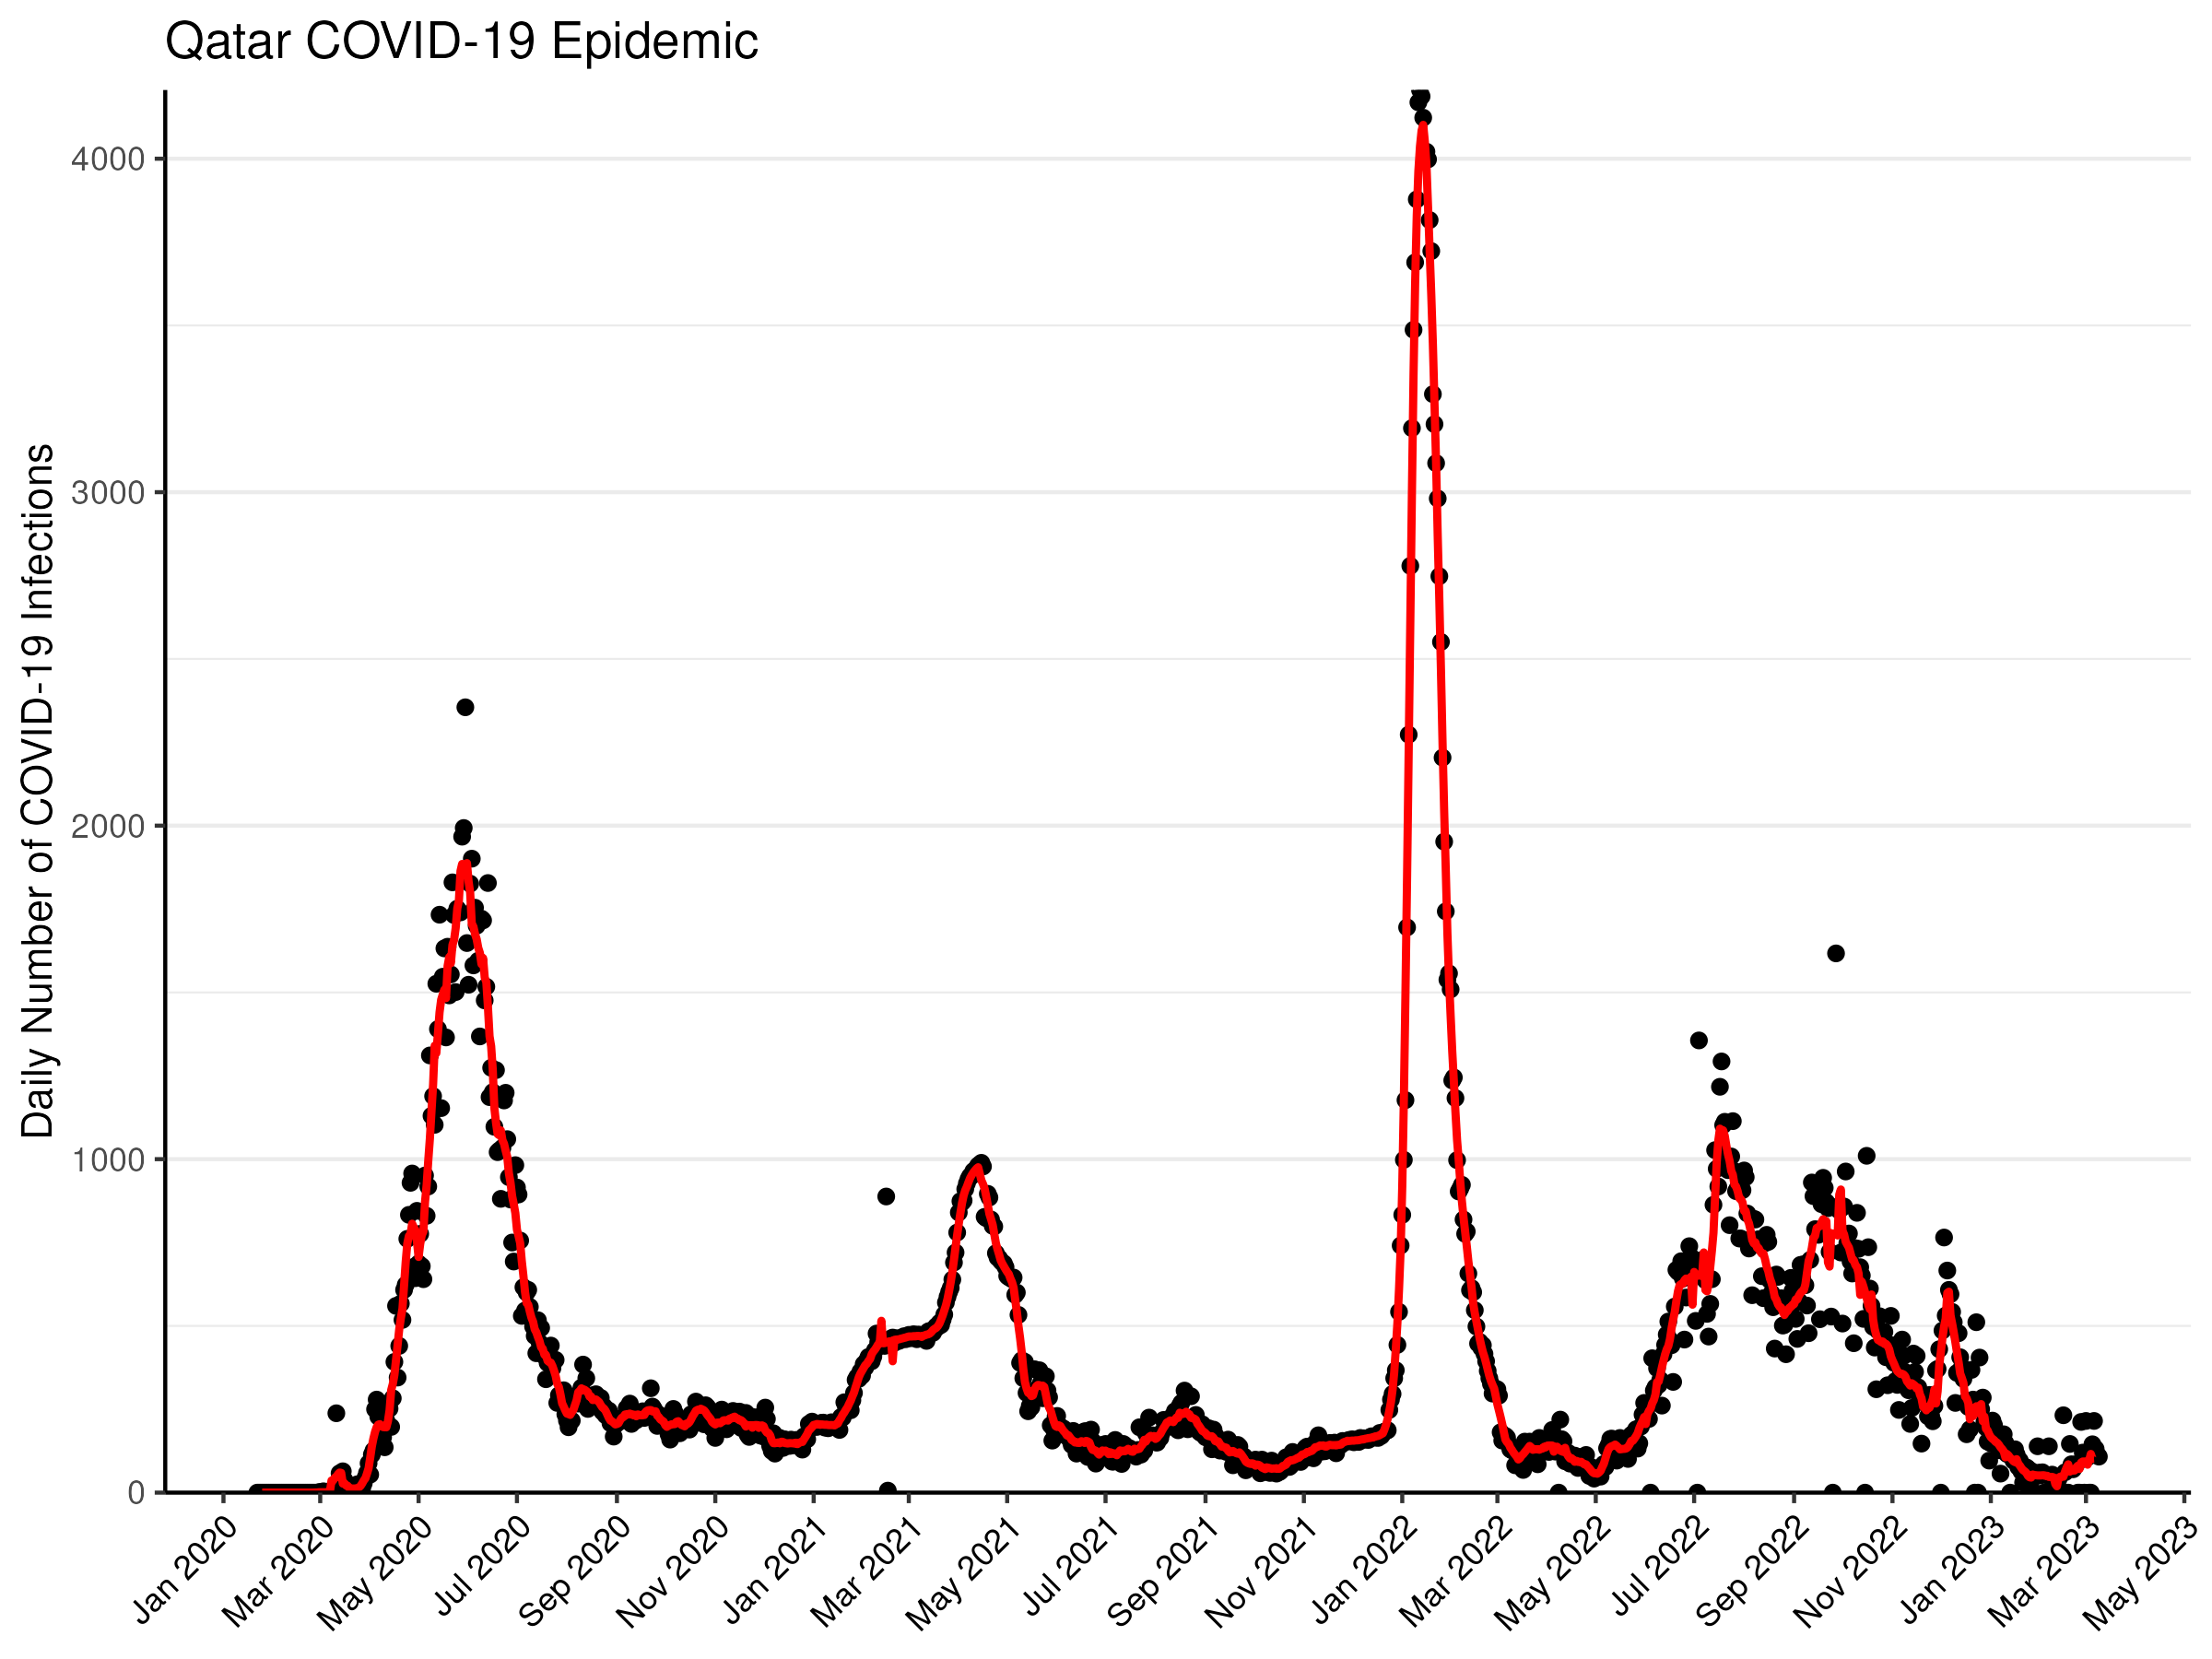 Qatar COVID-19 Epidemic
Daily Number of COVID-19 Infections
4000
3000
2000
1000
0
Jan 2020
Mar 2020
May 2020
Jul 2020
Sep 2020
Nov 2020
Jan 2021
Mar 2021
May 2021
Jul 2021
Sep 2021
Nov 2021
Jan 2022
Mar 2022
May 2022
Jul 2022
Sep 2022
Nov 2022
Jan 2023
Mar 2023
May 2023